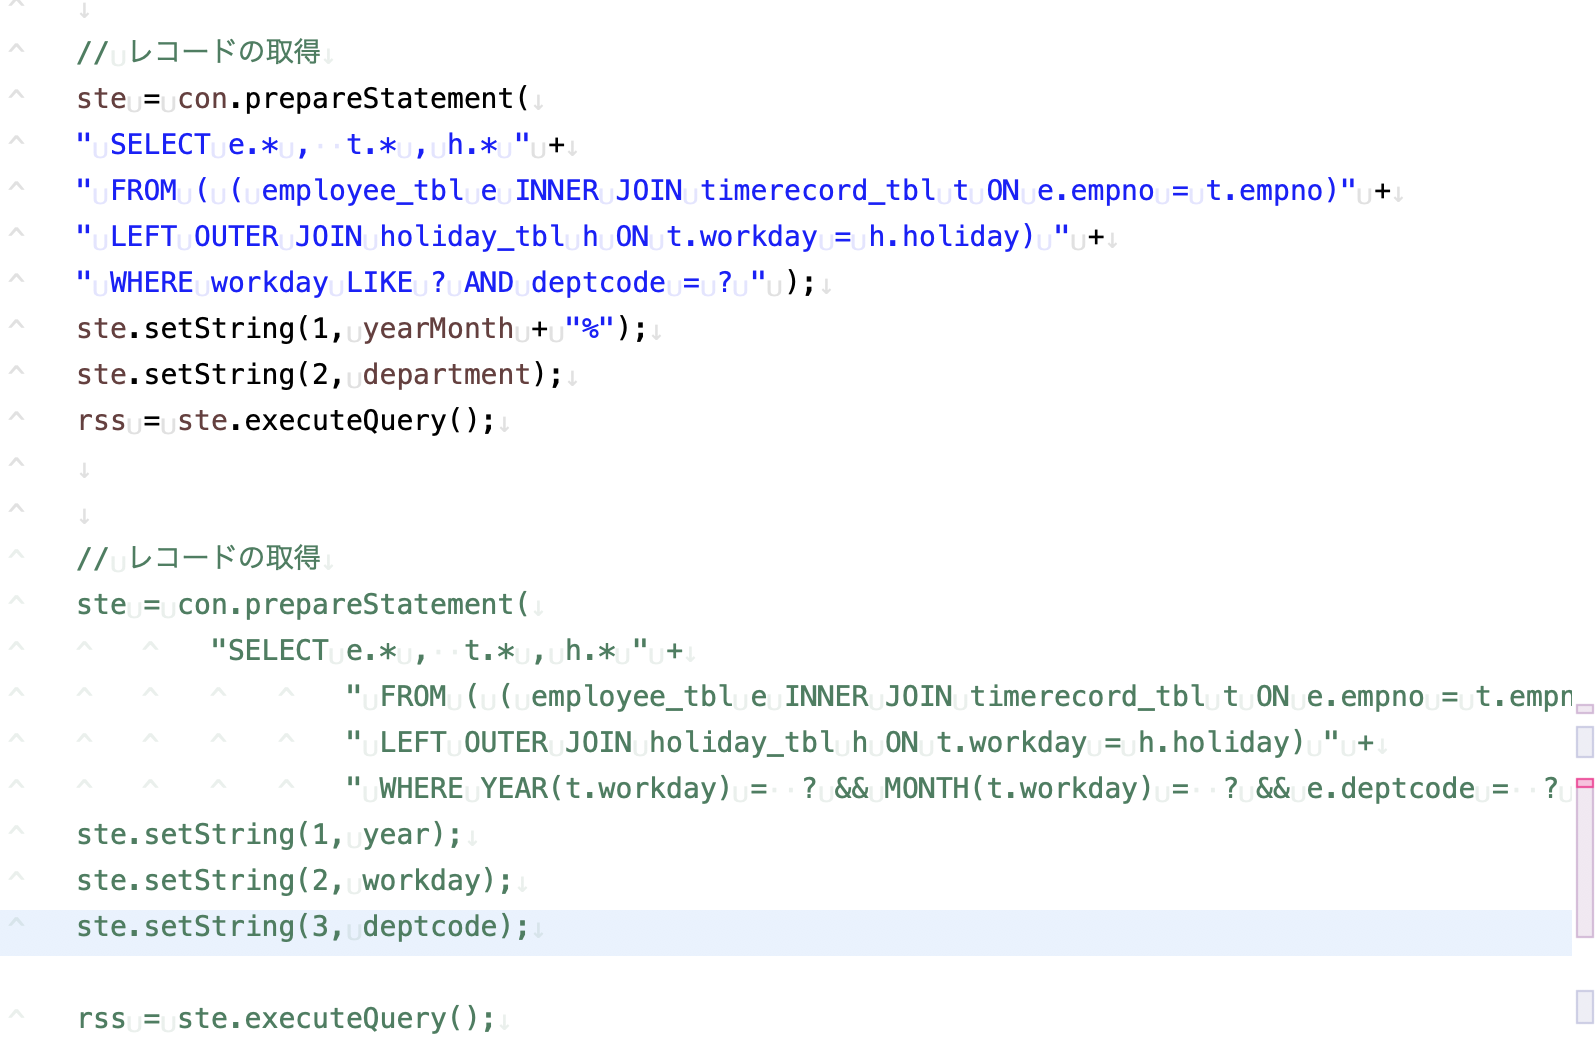 // レコードの取得
ste = con.prepareStatement(
" SELECT e.* ,  t.* , h.* " +
" FROM ( ( employee_tbl e INNER JOIN timerecord_tbl t ON e.empno = t.empno)" +
" LEFT OUTER JOIN holiday_tbl h ON t.workday = h.holiday) " +
" WHERE workday LIKE ? AND deptcode = ? " );
ste.setString(1, yearMonth + "%");
ste.setString(2, department);
rss = ste.executeQuery();
// レコードの取得
ste = con.prepareStatement(
"SELECT e.* ,  t.* , h.* " +
" FROM ( ( employee_tbl e INNER JOIN timerecord_tbl t ON e.empno = t.empn
" LEFT OUTER JOIN holiday_tbl h ON t.workday = h.holiday) " +
" WHERE YEAR(t.workday) =  ? && MONTH(t.workday) =  ? && e.deptcode =  ?
ste.setString(1, year);
ste.setString(2, workday);
ste.setString(3, deptcode);
rss = ste.executeQuery();